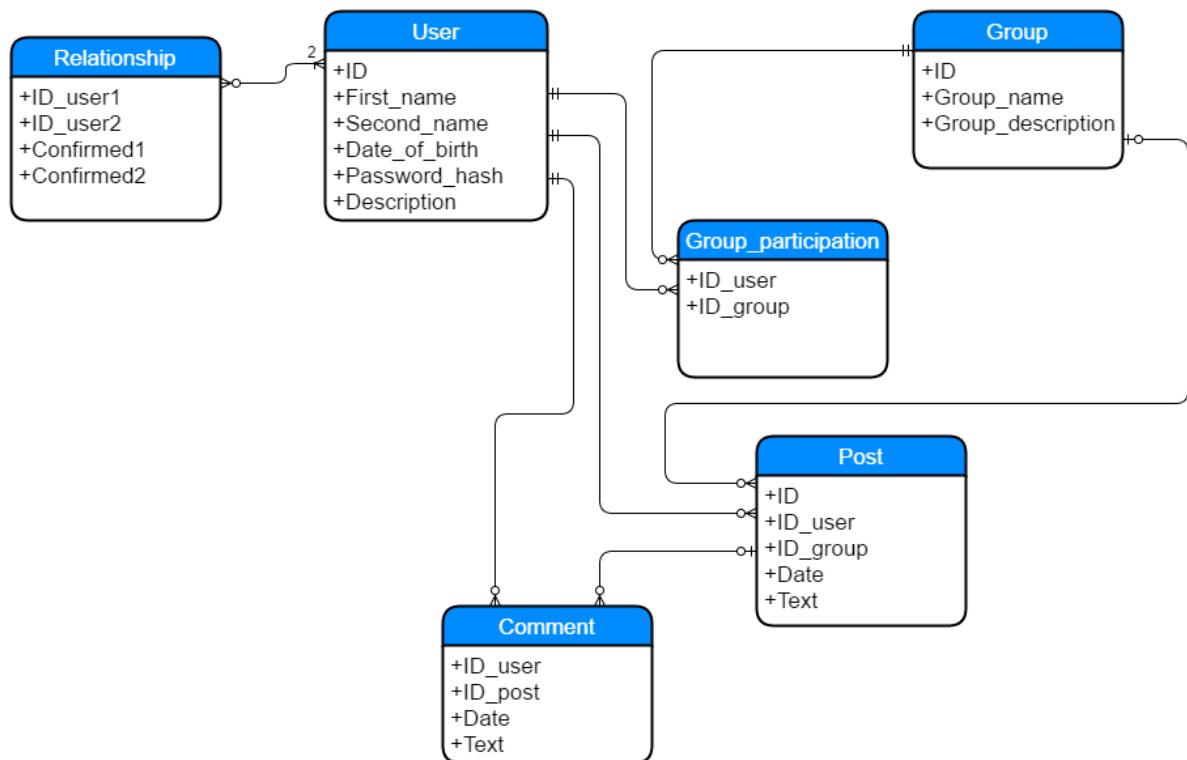 Relationship
+ID_user1
+ID_user2
+Confirmed1
+Confirmed2
2
User
+ID
+First_name
+Second_name
+Date_of_birth
+Password_hash
+Description
Group
+ID
+Group_name
+Group_description
Group_participation
+ID_user
+ID_group
Post
+ID
+ID_user
+ID_group
+Date
+Text
Comment
+ID_user
+ID_post
+Date
+Text